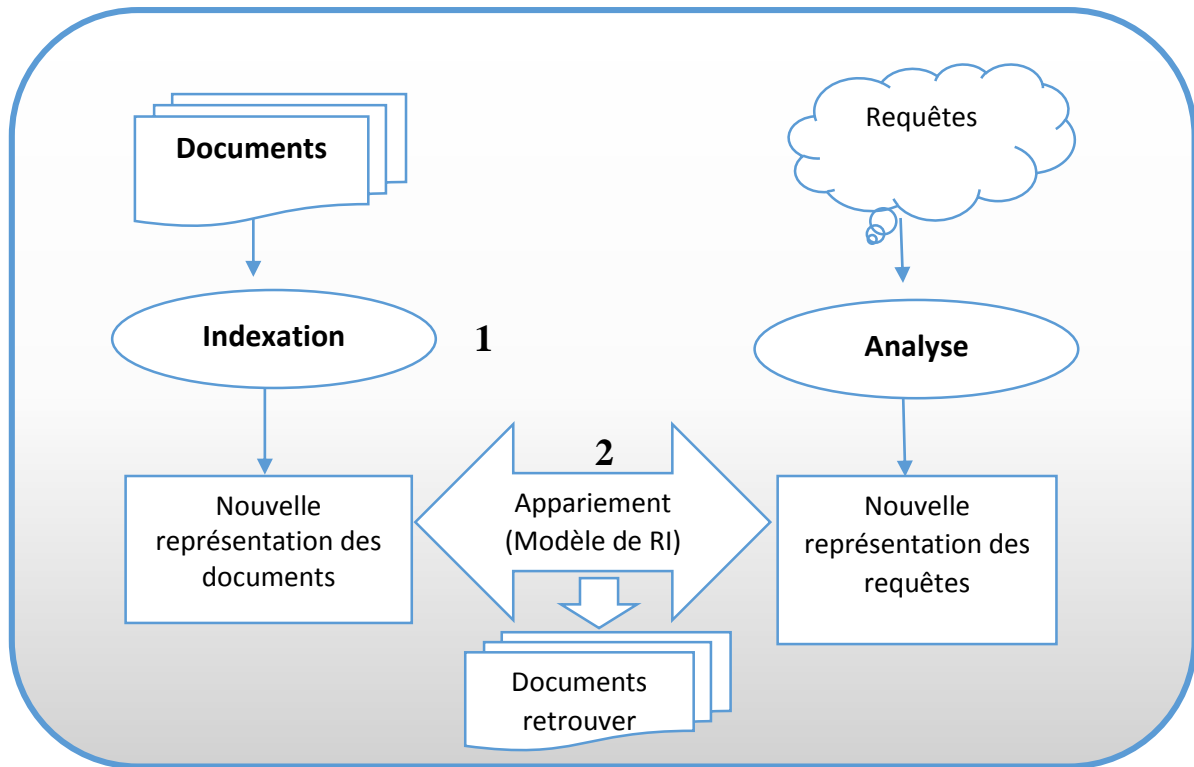 Documents
Requêtes
Indexation
1
Analyse
2
Nouvelle
représentation des
documents
Appariement
(Modèle de RI)
Nouvelle
représentation des
requêtes
Documents
retrouver